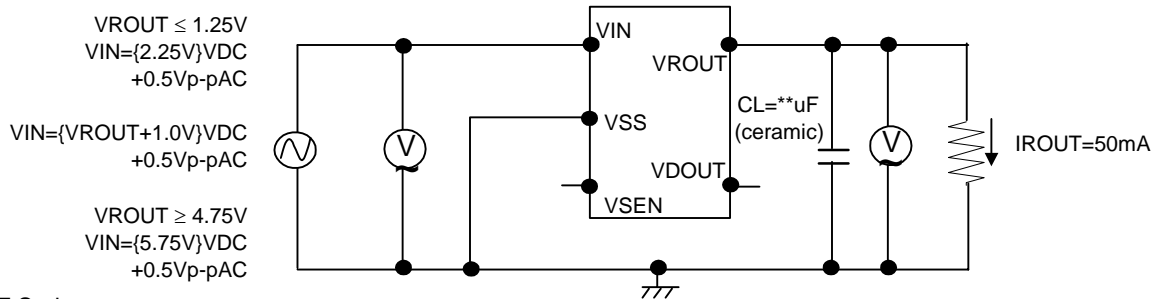 VROUT ≤ 1.25V
VIN={2.25V}VDC
+0.5Vp-pAC
VIN={VROUT+1.0V}VDC
+0.5Vp-pAC
VROUT ≥ 4.75V
VIN={5.75V}VDC
+0.5Vp-pAC
VIN
VROUT
VSS
VDOUT
VSEN
V
CL=**uF
(ceramic)
V
IROUT=50mA